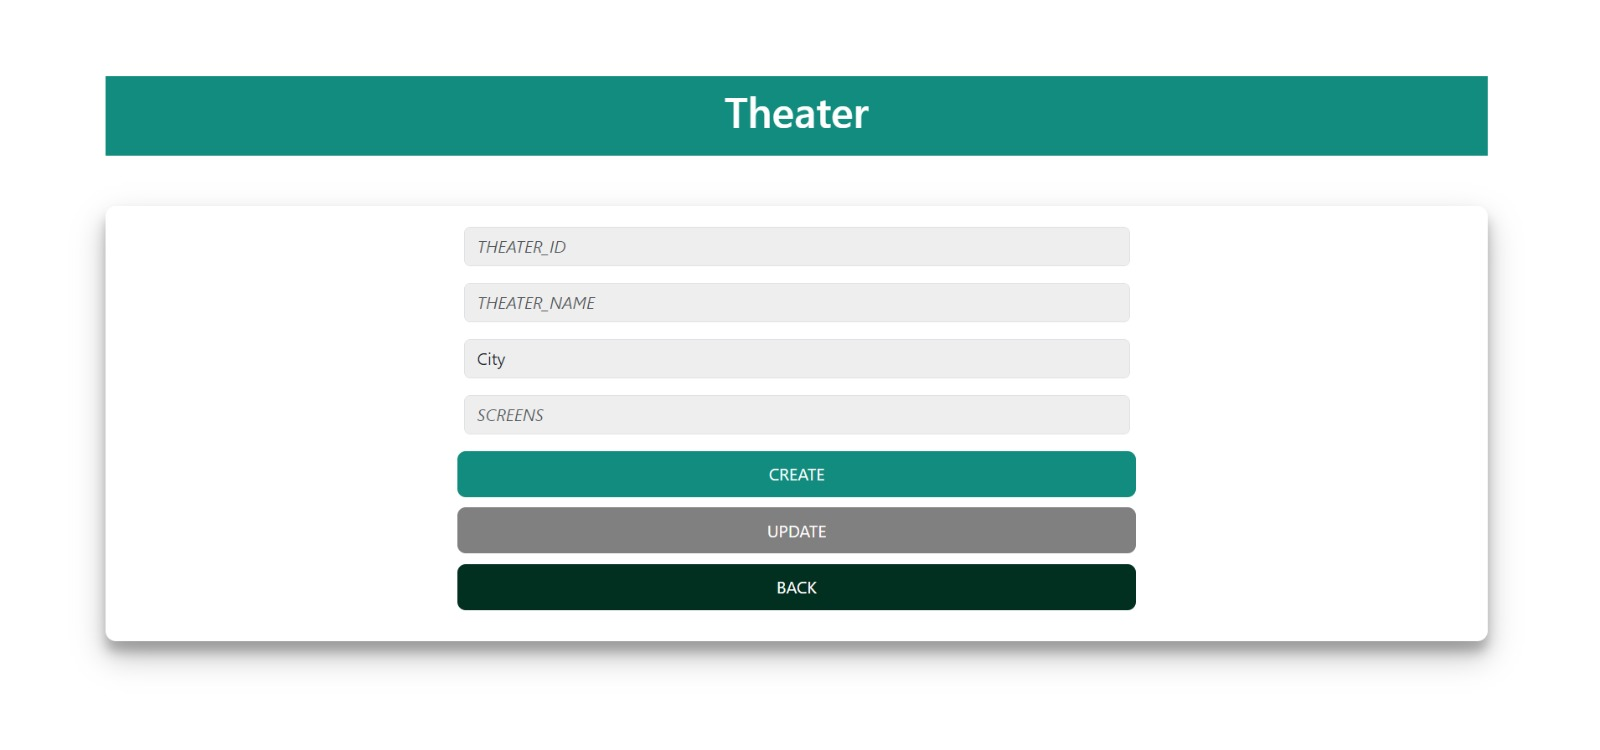 Theater
THEATER_ID
THEATER_NAME
City
SCREENS
CREATE
UPDATE
BACK